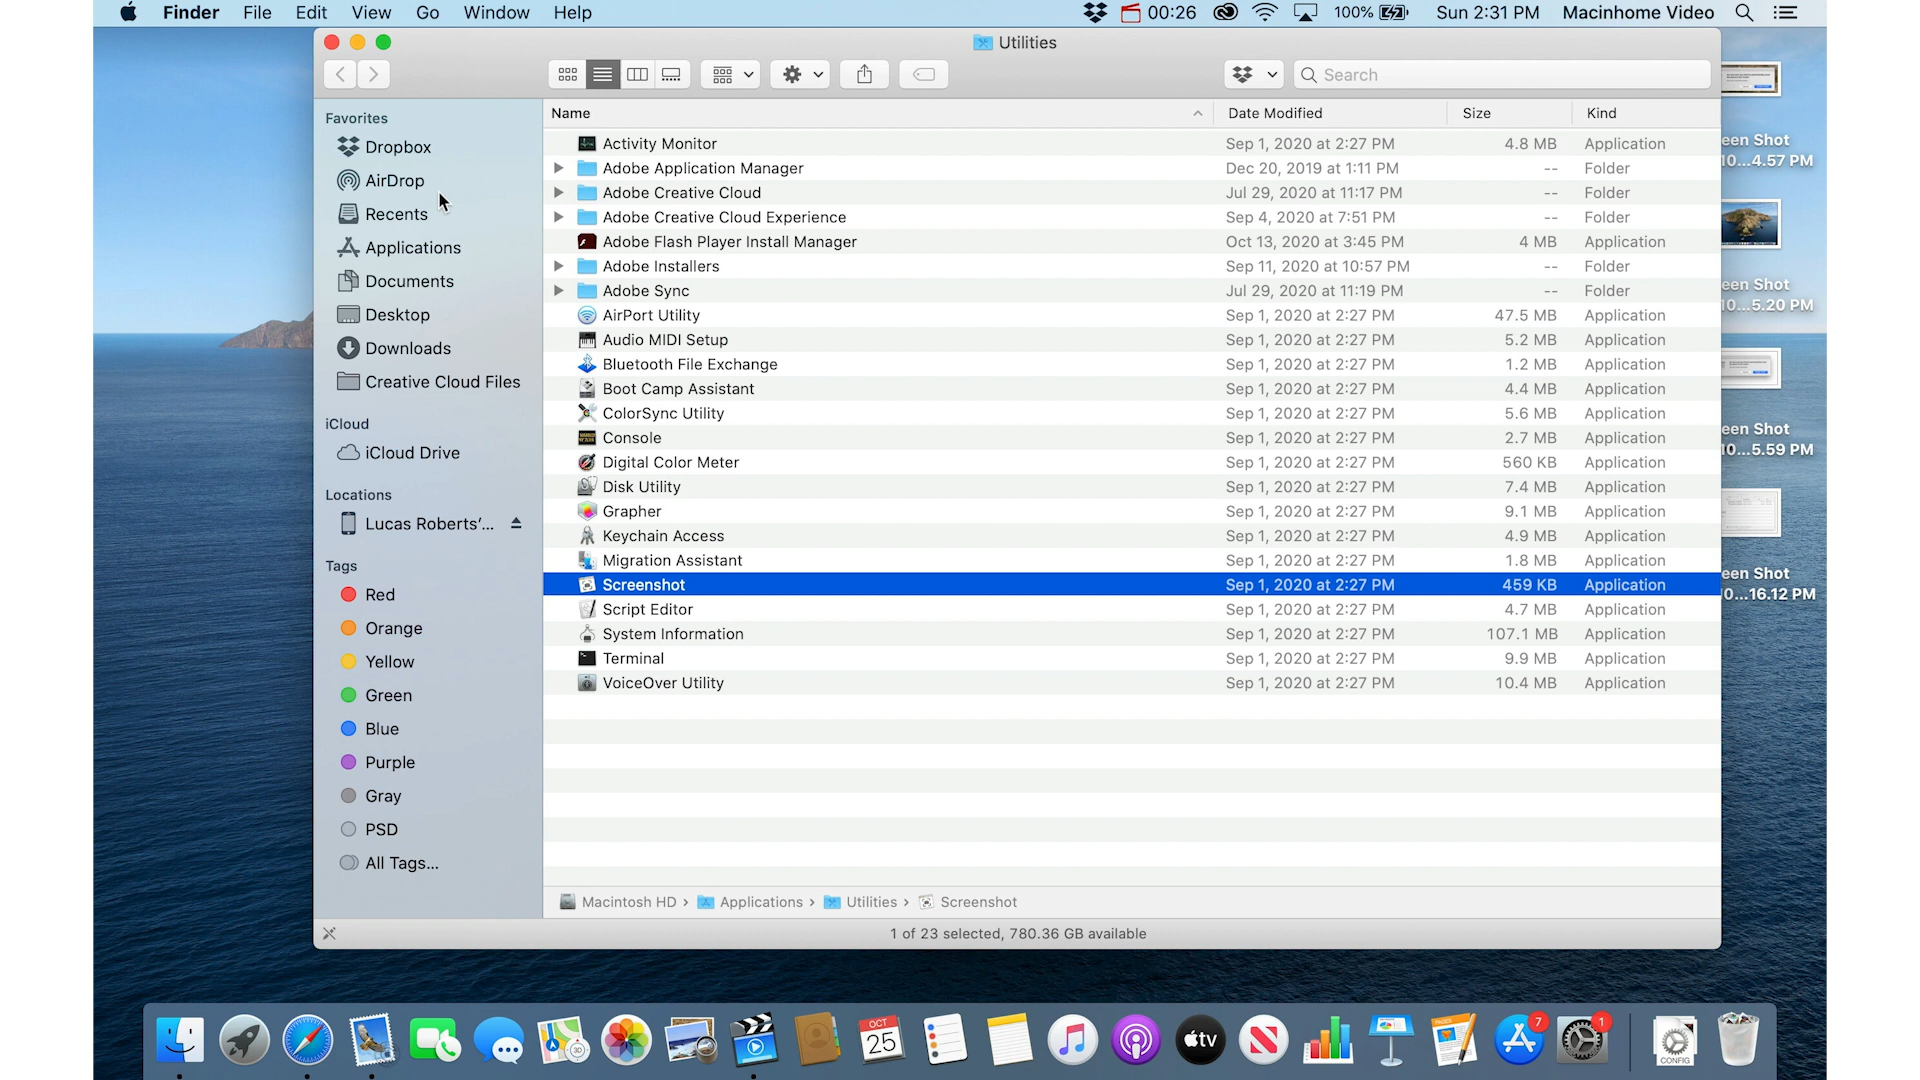 Finder File Edit View Go Window Help 00:26 100% Sun 2:31 PM Macinhome Video
Utilities
Search
Favorites
Dropbox
AirDrop
Recents
Applications
Documents
Desktop
Downloads
Creative Cloud Files
iCloud
iCloud Drive
Locations
Lucas Roberts’...
Tags
Red
Orange
Yellow
Green
Blue
Purple
Gray
PSD
All Tags...
Name Date Modified Size Kind
Activity Monitor Sep 1, 2020 at 2:27 PM 4.8 MB Application
Adobe Application Manager Dec 20, 2019 at 1:11 PM -- Folder
Adobe Creative Cloud Jul 29, 2020 at 11:17 PM -- Folder
Adobe Creative Cloud Experience Sep 4, 2020 at 7:51 PM -- Folder
Adobe Flash Player Install Manager Oct 13, 2020 at 3:45 PM 4 MB Application
Adobe Installers Sep 11, 2020 at 10:57 PM -- Folder
Adobe Sync Jul 29, 2020 at 11:19 PM -- Folder
AirPort Utility Sep 1, 2020 at 2:27 PM 47.5 MB Application
Audio MIDI Setup Sep 1, 2020 at 2:27 PM 5.2 MB Application
Bluetooth File Exchange Sep 1, 2020 at 2:27 PM 1.2 MB Application
Boot Camp Assistant Sep 1, 2020 at 2:27 PM 4.4 MB Application
ColorSync Utility Sep 1, 2020 at 2:27 PM 5.6 MB Application
Console Sep 1, 2020 at 2:27 PM 2.7 MB Application
Digital Color Meter Sep 1, 2020 at 2:27 PM 560 KB Application
Disk Utility Sep 1, 2020 at 2:27 PM 7.4 MB Application
Grapher Sep 1, 2020 at 2:27 PM 9.1 MB Application
Keychain Access Sep 1, 2020 at 2:27 PM 4.9 MB Application
Migration Assistant Sep 1, 2020 at 2:27 PM 1.8 MB Application
Screenshot Sep 1, 2020 at 2:27 PM 459 KB Application
Script Editor Sep 1, 2020 at 2:27 PM 4.7 MB Application
System Information Sep 1, 2020 at 2:27 PM 107.1 MB Application
Terminal Sep 1, 2020 at 2:27 PM 9.9 MB Application
VoiceOver Utility Sep 1, 2020 at 2:27 PM 10.4 MB Application
Macintosh HD › Applications › Utilities › Screenshot
1 of 23 selected, 780.36 GB available
een Shot
10...4.57 PM
een Shot
10...5.20 PM
een Shot
10...5.59 PM
een Shot
0...16.12 PM
OCT
25
tv
7
1
PAGES
3D
CONFIG